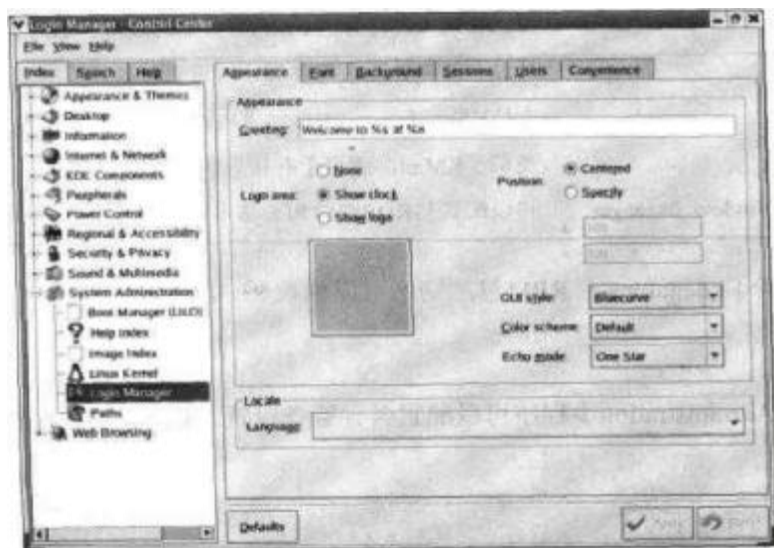 Login Manager - Control Center
File View Help
Index Search Help
Appearance & Themes
Desktop
Information
Internet & Network
KDE Components
Peripherals
Power Control
Regional & Accessibility
Security & Privacy
Sound & Multimedia
System Administration
Boot Manager (LILO)
Help Index
Image Index
Linux Kernel
Login Manager
Paths
Web Browsing
Appearance Font Background Sessions Users Convenience
Appearance
Greeting: Welcome to %s at %n
Logo area:
None
Show clock
Show logo
Position:
Centered
Specify
GUI style: Bluecurve
Color scheme: Default
Echo mode: One Star
Locale
Language:
Defaults